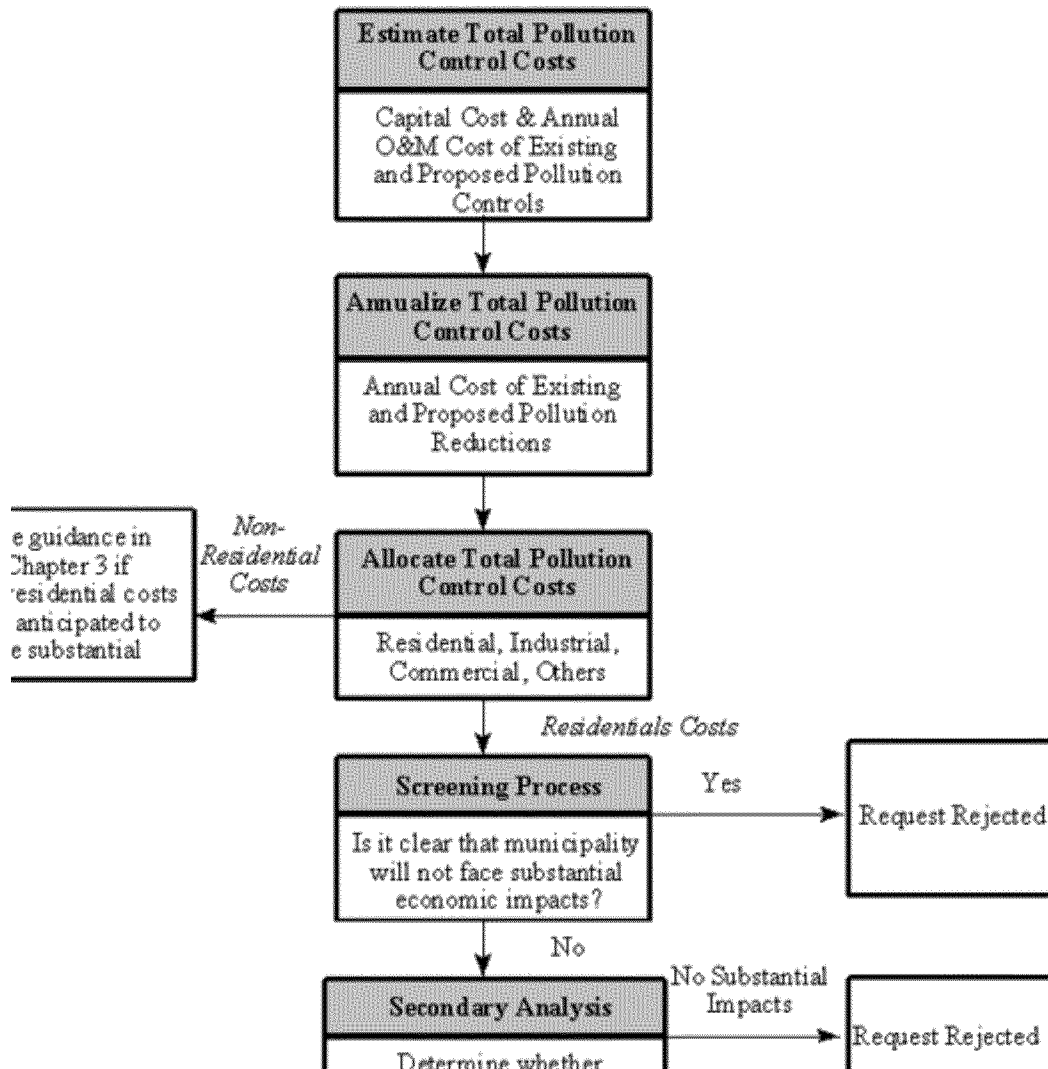 Estimate Total Pollution
Control Costs
Capital Cost & Annual
O&M Cost of Existing
and Proposed Pollution
Controls
Annualize Total Pollution
Control Costs
Annual Cost of Existing
and Proposed Pollution
Reductions
e guidance in
Chapter 3 if
residential costs
anticipated to
e substantial
Non-
Residential
Costs
Allocate Total Pollution
Control Costs
Residential, Industrial,
Commercial, Others
Residentials Costs
Screening Process
Is it clear that municipality
will not face substantial
economic impacts?
Yes
Request Rejected
No
Secondary Analysis
Determine whether
No Substantial
Impacts
Request Rejected